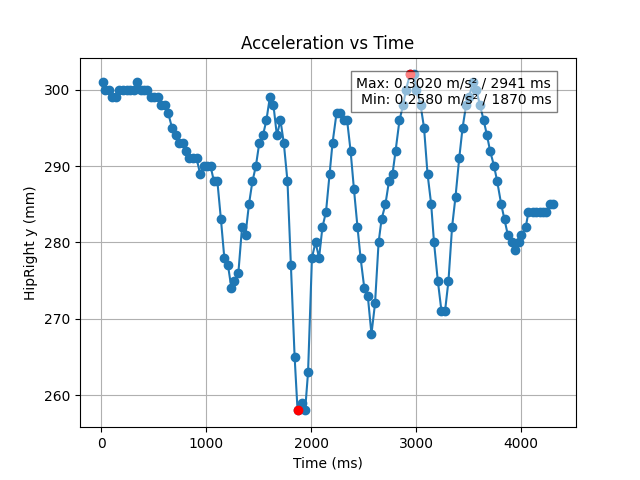 Acceleration vs Time
Max: 0.3020 m/s² / 2941 ms
Min: 0.2580 m/s² / 1870 ms
HipRight y (mm)
300
290
280
270
260
0 1000 2000 3000 4000
Time (ms)